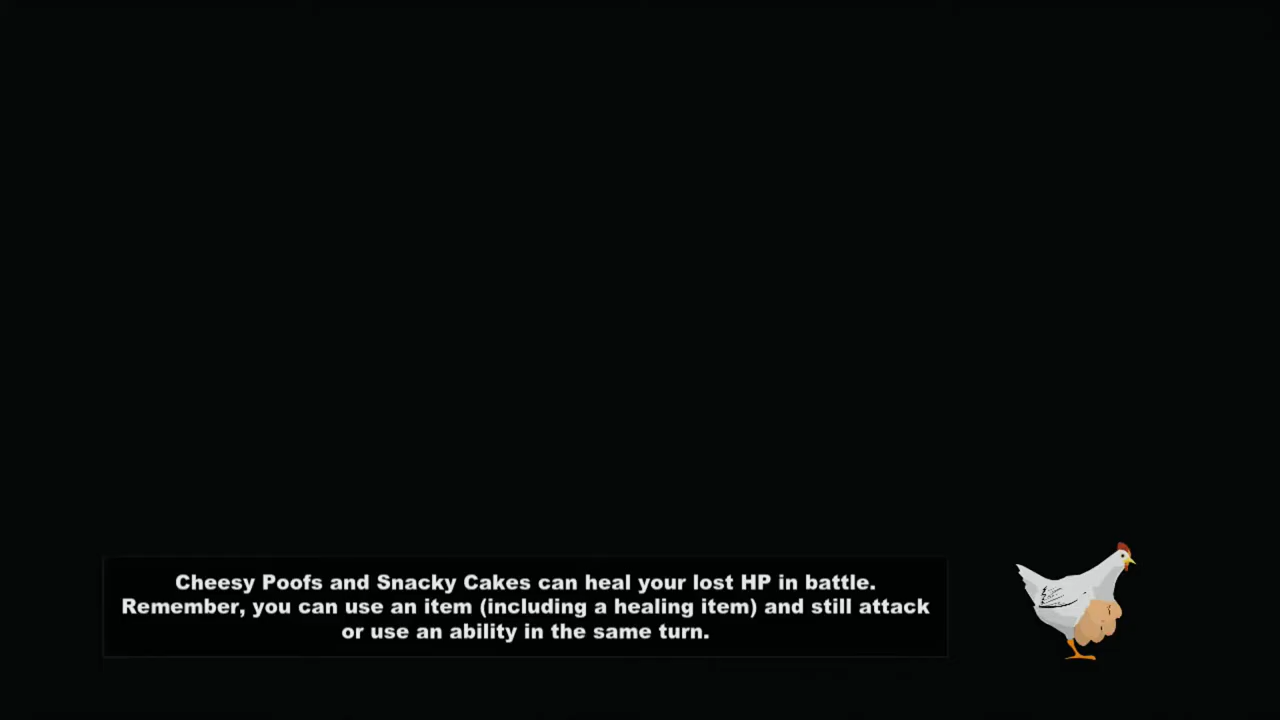 Cheesy Poofs and Snacky Cakes can heal your lost HP in battle.
Remember, you can use an item (including a healing item) and still attack
or use an ability in the same turn.